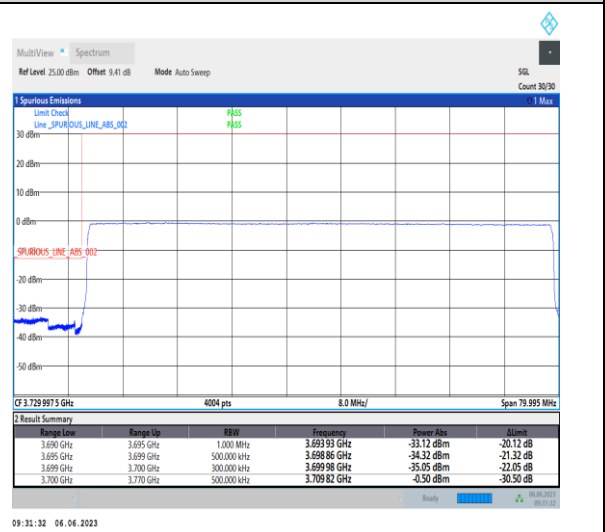 MultiView Spectrum
Ref Level 25.00 dBm Offset 9.41 dB Mode Auto Sweep SGL
Count 30/30
1 Spurious Emissions 1 Max
Limit Check PASS
Line _SPURIOUS_LINE_ABS_002 PASS
30 dBm
20 dBm
10 dBm
0 dBm
_SPURIOUS_LINE_ABS_002
-20 dBm
-30 dBm
-40 dBm
-50 dBm
CF 3.729 997 5 GHz 4004 pts 8.0 MHz/ Span 79.995 MHz
2 Result Summary
Range Low Range Up RBW Frequency Power Abs ΔLimit
3.690 GHz 3.695 GHz 1.000 MHz 3.693 93 GHz -33.12 dBm -20.12 dB
3.695 GHz 3.699 GHz 500.000 kHz 3.698 86 GHz -34.32 dBm -21.32 dB
3.699 GHz 3.700 GHz 300.000 kHz 3.699 98 GHz -35.05 dBm -22.05 dB
3.700 GHz 3.770 GHz 500.000 kHz 3.709 82 GHz -0.50 dBm -30.50 dB
Ready 06.06.2023
09:31:32
09:31:32 06.06.2023